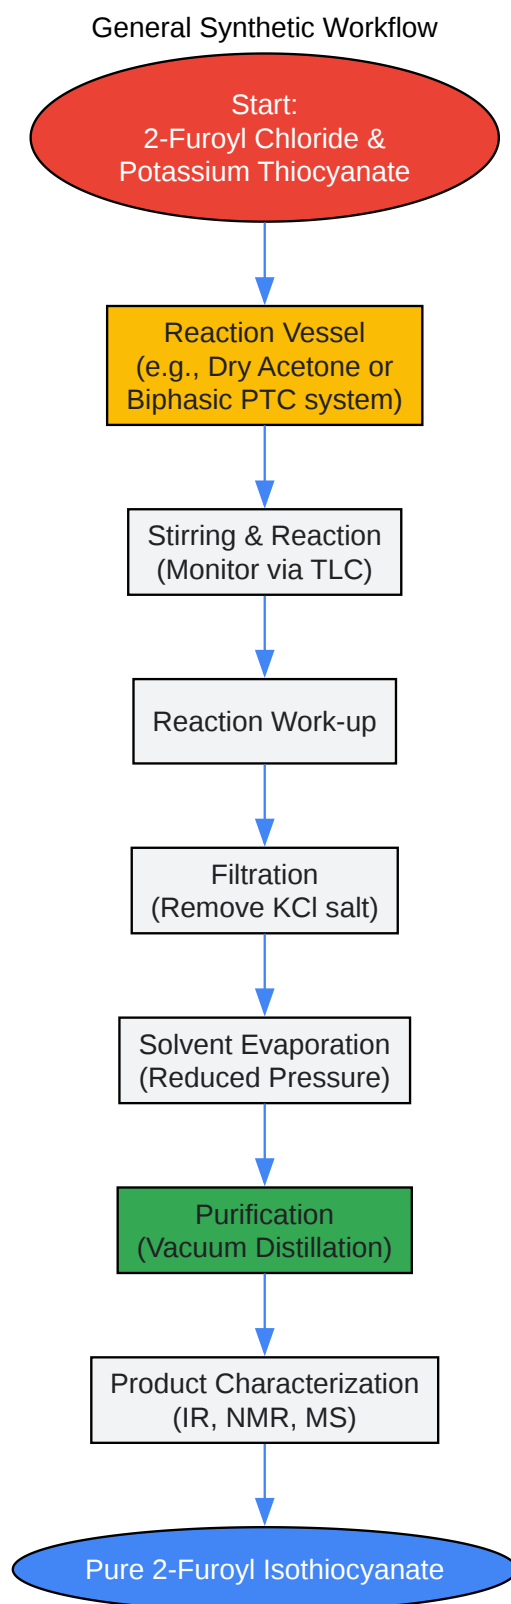 General Synthetic Workflow
Start:
2-Furoyl Chloride &
Potassium Thiocyanate
Reaction Vessel
(e.g., Dry Acetone or
Biphasic PTC system)
Stirring & Reaction
(Monitor via TLC)
Reaction Work-up
Filtration
(Remove KCl salt)
Solvent Evaporation
(Reduced Pressure)
Purification
(Vacuum Distillation)
Product Characterization
(IR, NMR, MS)
Pure 2-Furoyl Isothiocyanate